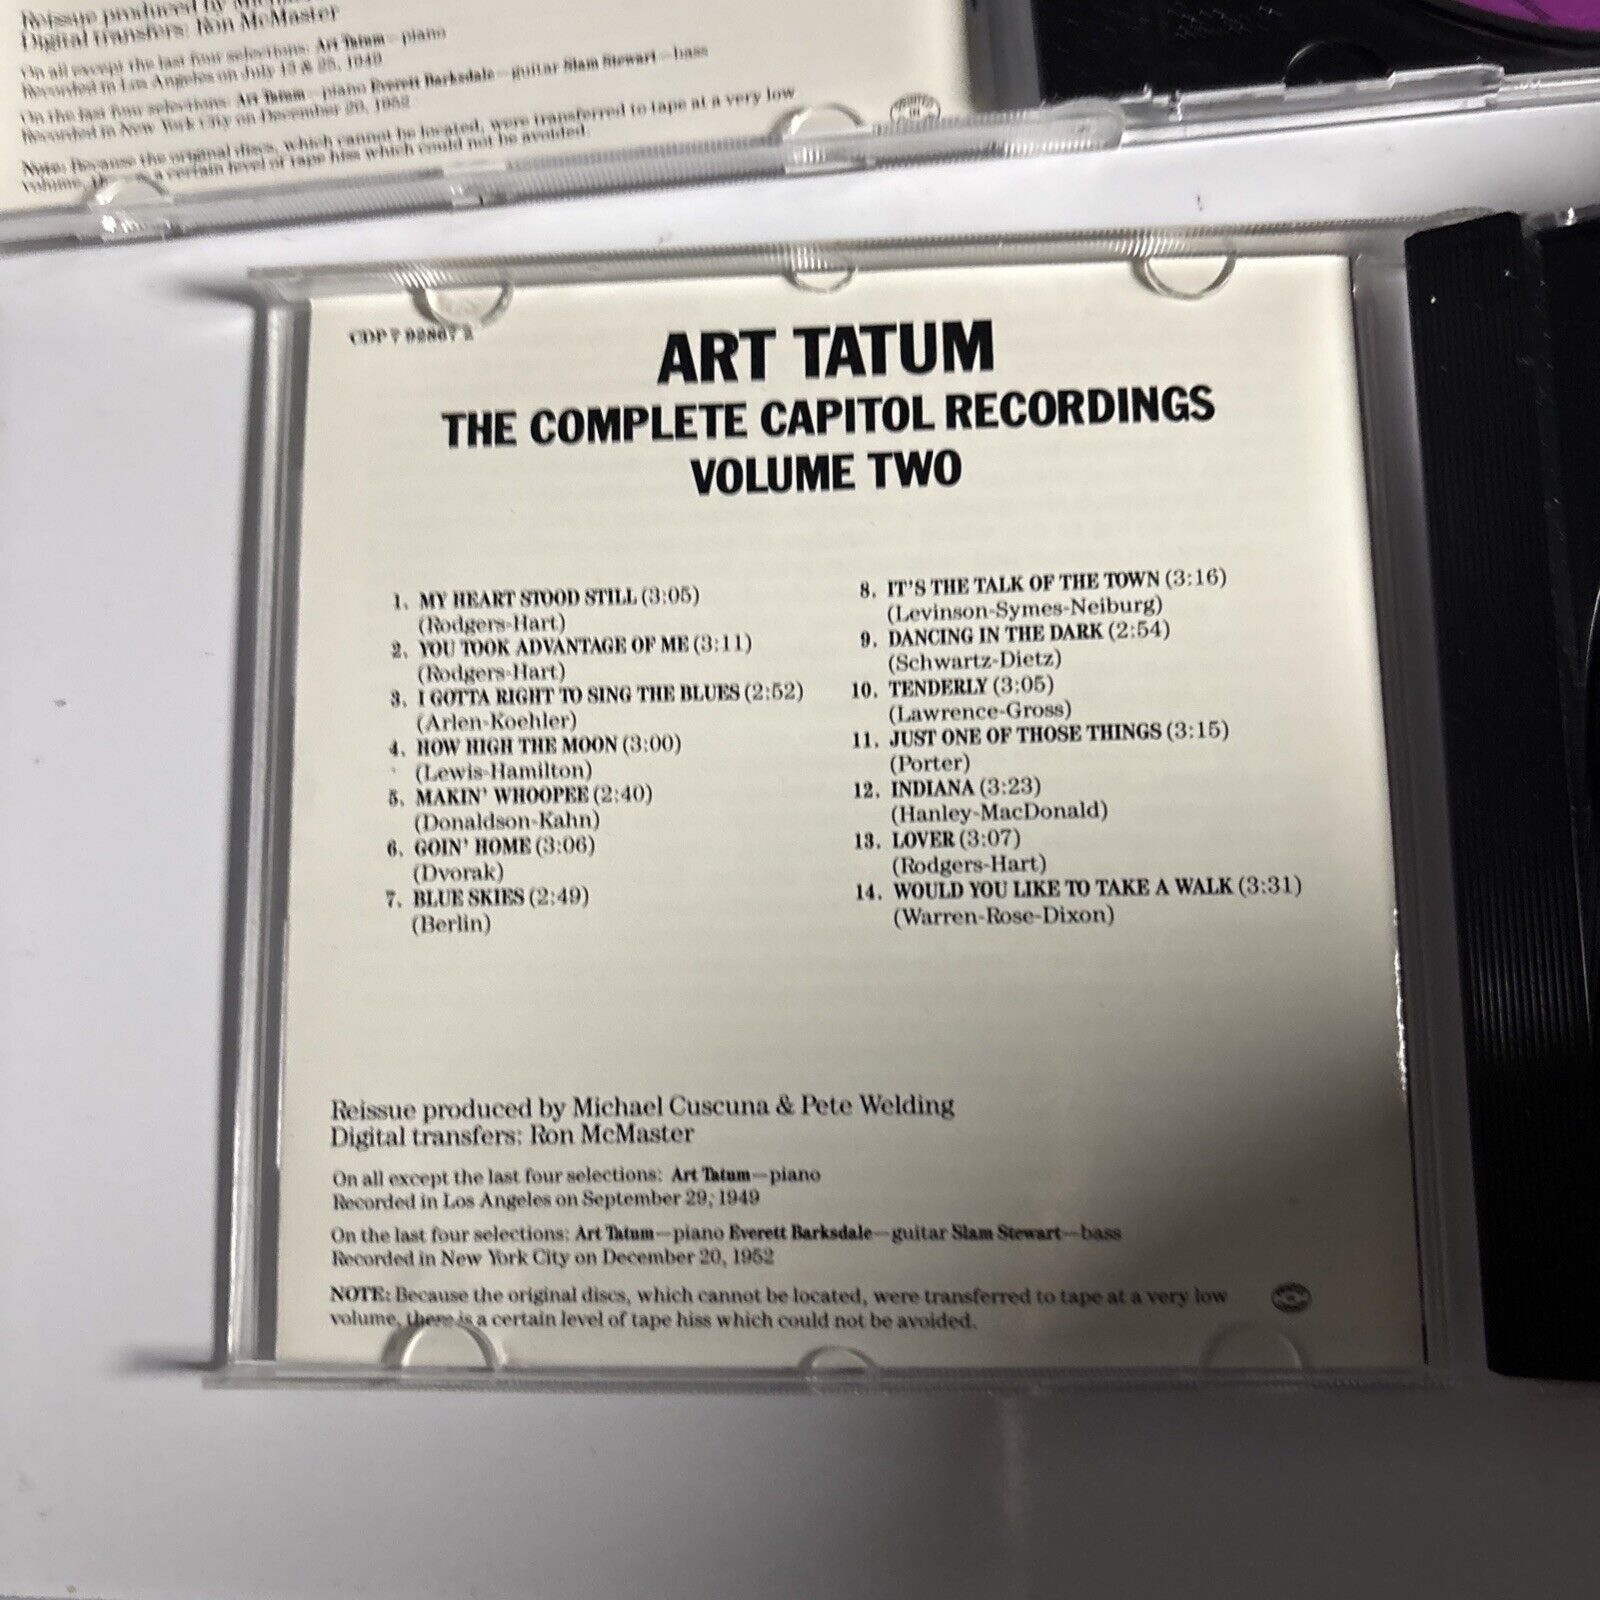 Reissue produced by
Digital transfers: Ron McMaster
On all except the last four selections: Art Tatum—piano
Recorded in Los Angeles on July 13 & 25, 1949
On the last four selections: Art Tatum—piano Everett Barksdale—guitar Slam Stewart—bass
Recorded in New York City on December 20, 1952
Note: Because the original discs, which cannot be located, were transferred to tape at a very low
volume, a certain level of tape hiss which could not be avoided.
CDP 7 92867 2
ART TATUM
THE COMPLETE CAPITOL RECORDINGS
VOLUME TWO
1. MY HEART STOOD STILL (3:05)
(Rodgers-Hart)
2. YOU TOOK ADVANTAGE OF ME (3:11)
(Rodgers-Hart)
3. I GOTTA RIGHT TO SING THE BLUES (2:52)
(Arlen-Koehler)
4. HOW HIGH THE MOON (3:00)
(Lewis-Hamilton)
5. MAKIN' WHOOPEE (2:40)
(Donaldson-Kahn)
6. GOIN' HOME (3:06)
(Dvorak)
7. BLUE SKIES (2:49)
(Berlin)
8. IT'S THE TALK OF THE TOWN (3:16)
(Levinson-Symes-Neiburg)
9. DANCING IN THE DARK (2:54)
(Schwartz-Dietz)
10. TENDERLY (3:05)
(Lawrence-Gross)
11. JUST ONE OF THOSE THINGS (3:15)
(Porter)
12. INDIANA (3:23)
(Hanley-MacDonald)
13. LOVER (3:07)
(Rodgers-Hart)
14. WOULD YOU LIKE TO TAKE A WALK (3:31)
(Warren-Rose-Dixon)
Reissue produced by Michael Cuscuna & Pete Welding
Digital transfers: Ron McMaster
On all except the last four selections: Art Tatum—piano
Recorded in Los Angeles on September 29, 1949
On the last four selections: Art Tatum—piano Everett Barksdale—guitar Slam Stewart—bass
Recorded in New York City on December 20, 1952
NOTE: Because the original discs, which cannot be located, were transferred to tape at a very low
volume, there is a certain level of tape hiss which could not be avoided.